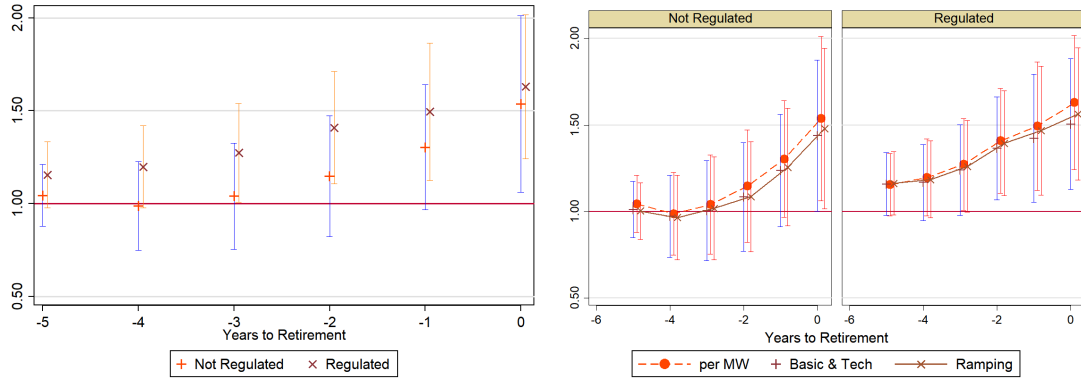 2.00
1.50
1.00
0.50
-5
-4
-3
-2
-1
0
Years to Retirement
Not Regulated
Regulated
Not Regulated
Regulated
2.00
1.50
1.00
0.50
-6
-4
-2
0
-6
-4
-2
0
Years to Retirement
per MW
Basic & Tech
Ramping